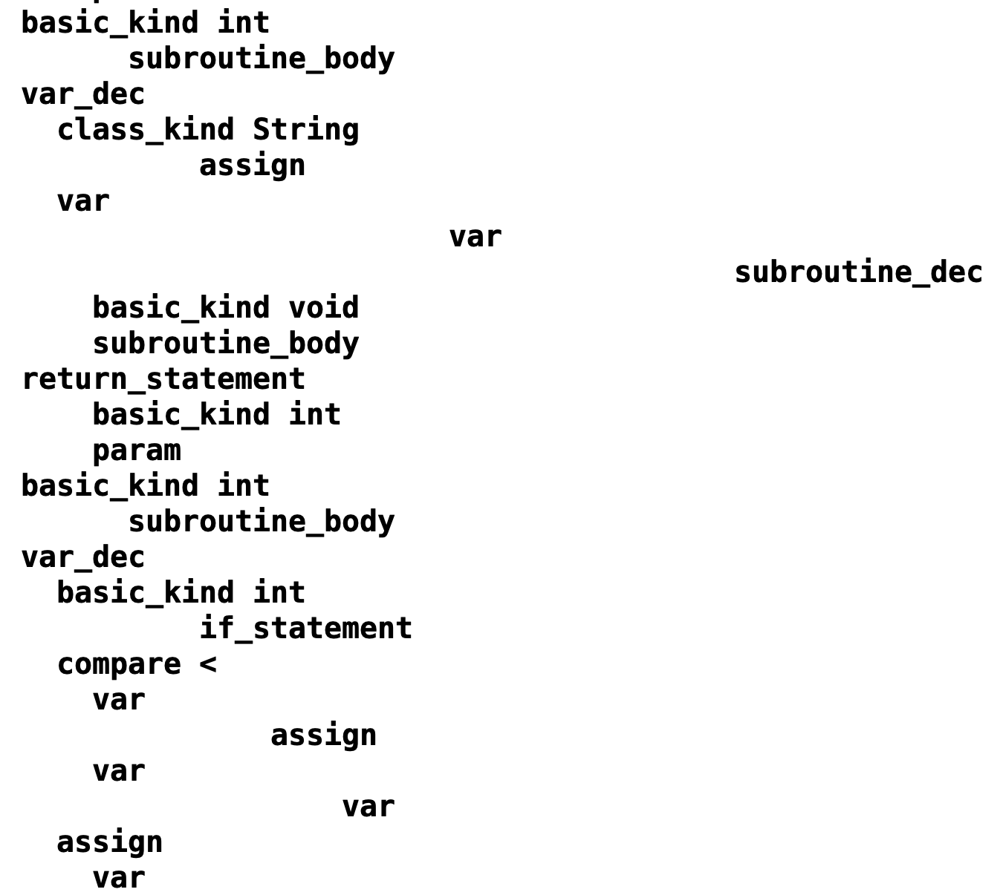 basic_kind int
subroutine_body
var_dec
class_kind String
assign
var
var
subroutine_dec
basic_kind void
subroutine_body
return_statement
basic_kind int
param
basic_kind int
subroutine_body
var_dec
basic_kind int
if_statement
compare <
var
assign
var
var
assign
var